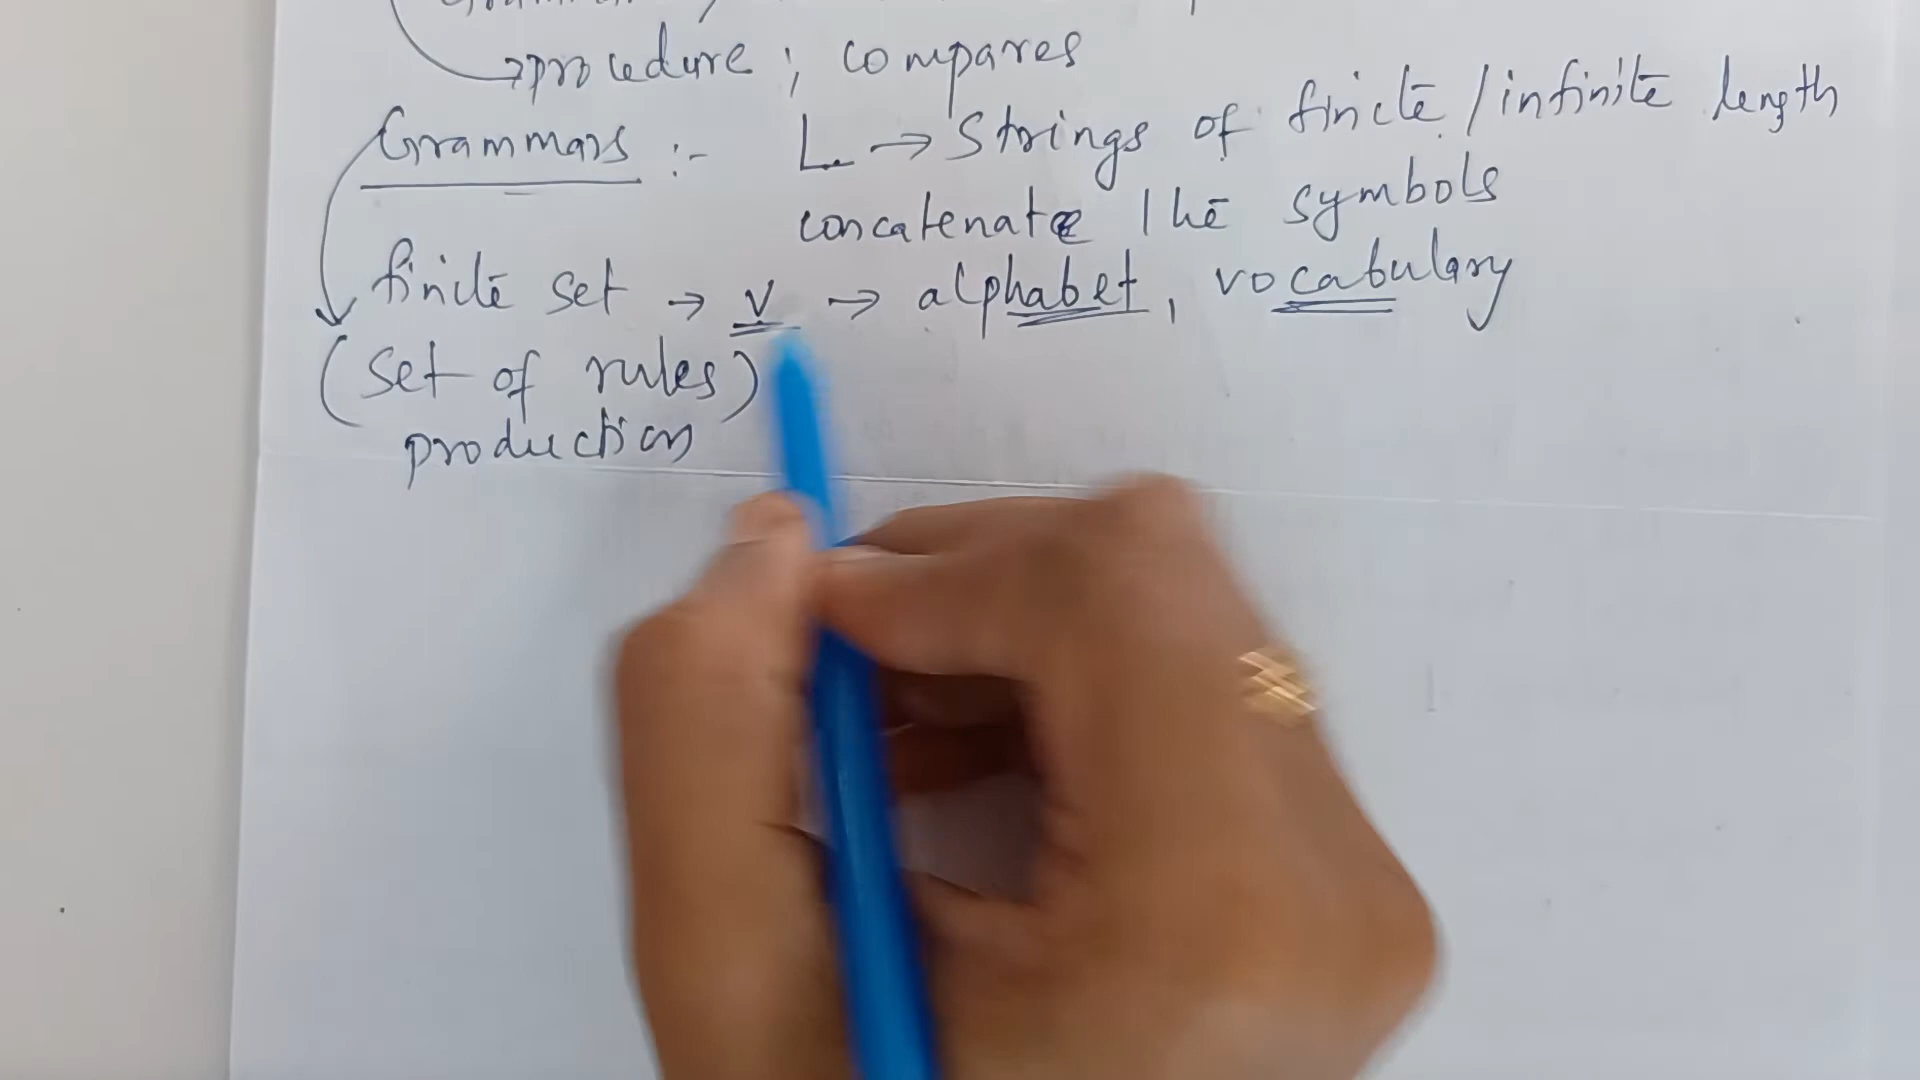 →procedure ; compares
Grammars :- L → Strings of finite / infinite length
concatenate the symbols
finite set → V → alphabet, vocabulary
(set of rules)
production